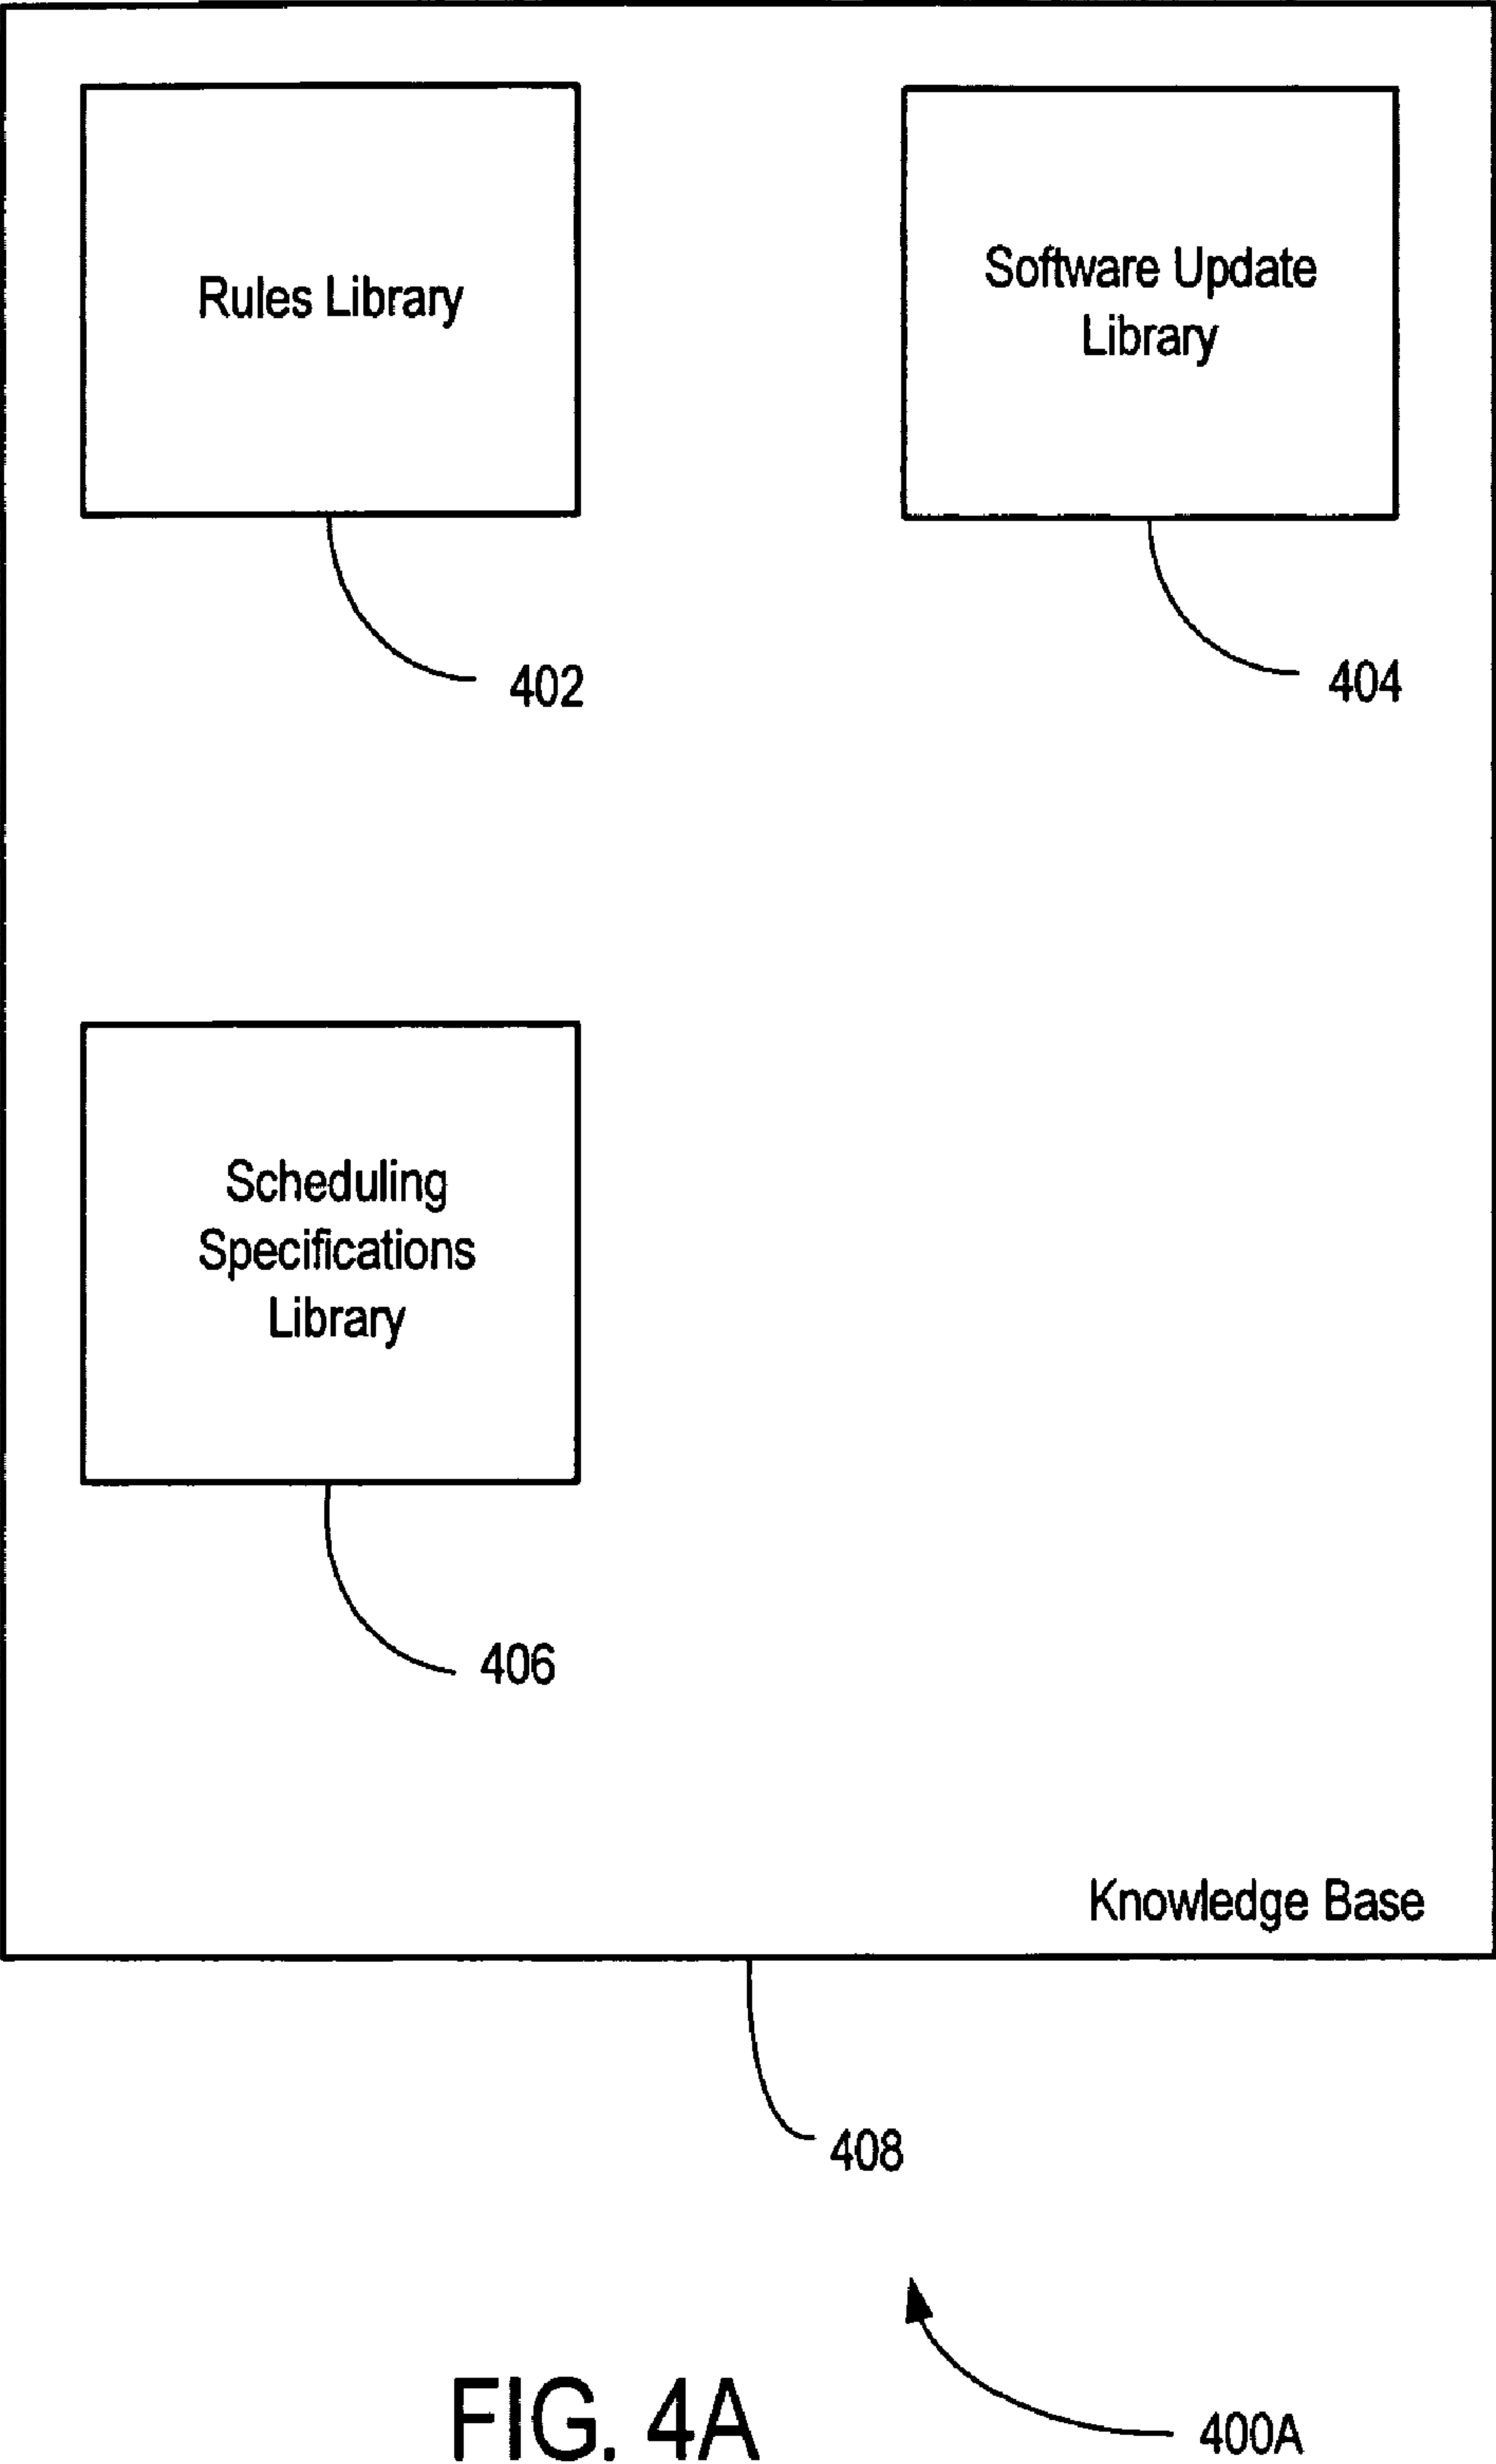 Rules Library
Software Update
Library
402
404
Scheduling
Specifications
Library
406
Knowledge Base
408
400A
FIG. 4A